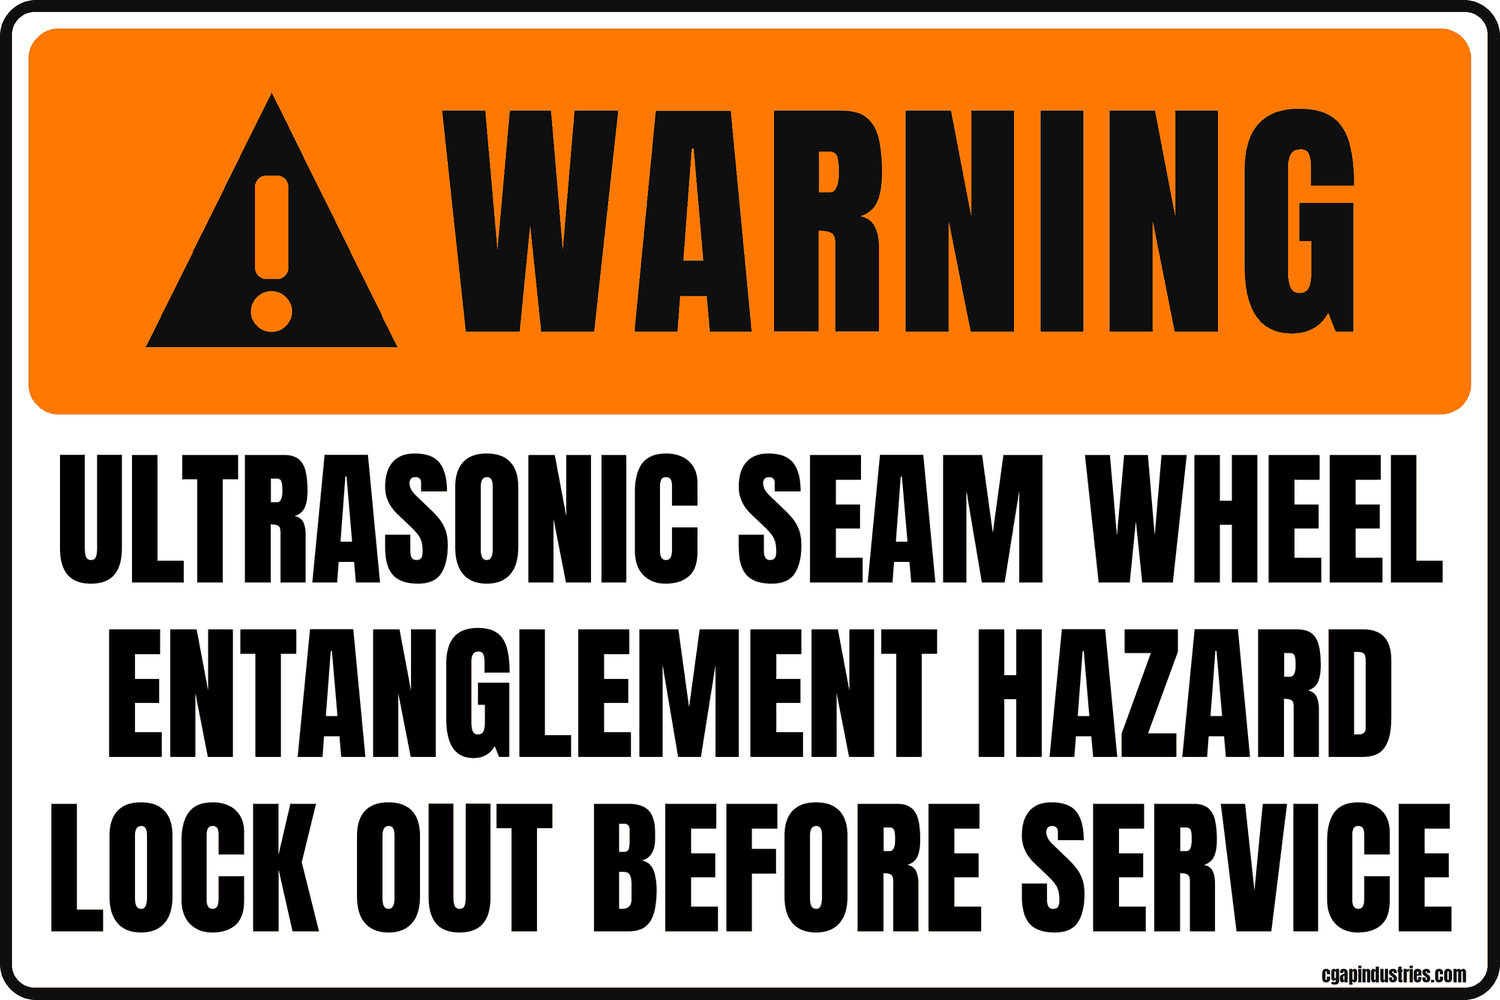 WARNING
ULTRASONIC SEAM WHEEL
ENTANGLEMENT HAZARD
LOCK OUT BEFORE SERVICE
cgapindustries.com